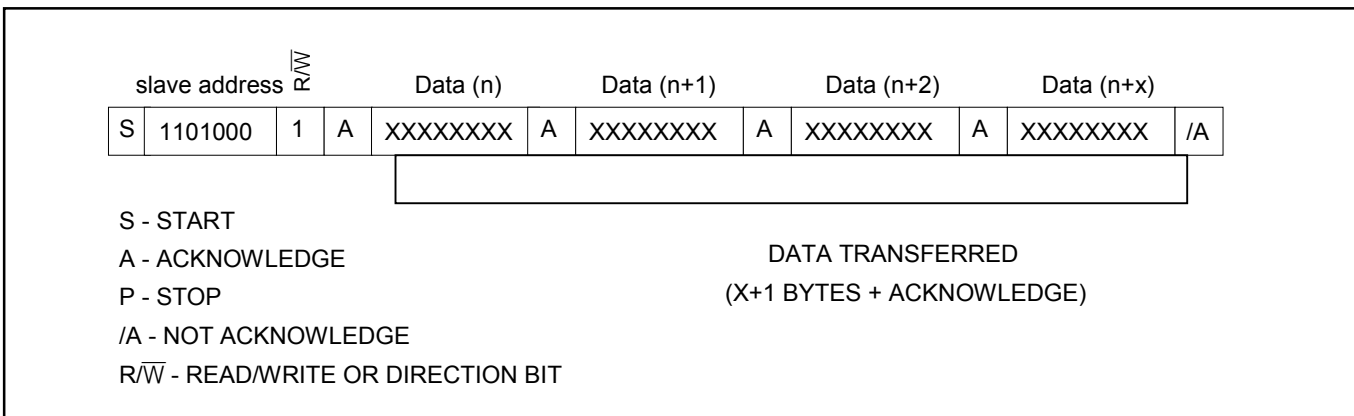 slave address R/W̅ Data (n) Data (n+1) Data (n+2) Data (n+x)
S 1101000 1 A XXXXXXXX A XXXXXXXX A XXXXXXXX A XXXXXXXX /A
S - START
A - ACKNOWLEDGE
P - STOP
/A - NOT ACKNOWLEDGE
R/W̅ - READ/WRITE OR DIRECTION BIT
DATA TRANSFERRED
(X+1 BYTES + ACKNOWLEDGE)